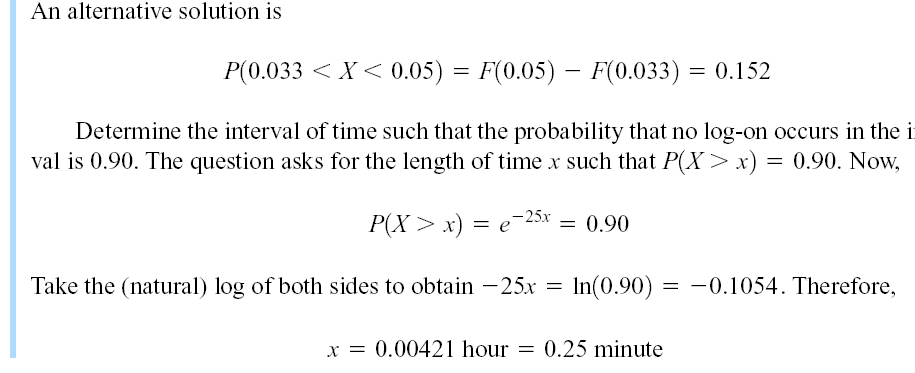 An alternative solution is
P(0.033 < X < 0.05) = F(0.05) − F(0.033) = 0.152
Determine the interval of time such that the probability that no log-on occurs in the
val is 0.90. The question asks for the length of time x such that P(X > x) = 0.90. Now,
P(X > x) = e^{−25x} = 0.90
Take the (natural) log of both sides to obtain −25x = ln(0.90) = −0.1054. Therefore,
x = 0.00421 hour = 0.25 minute